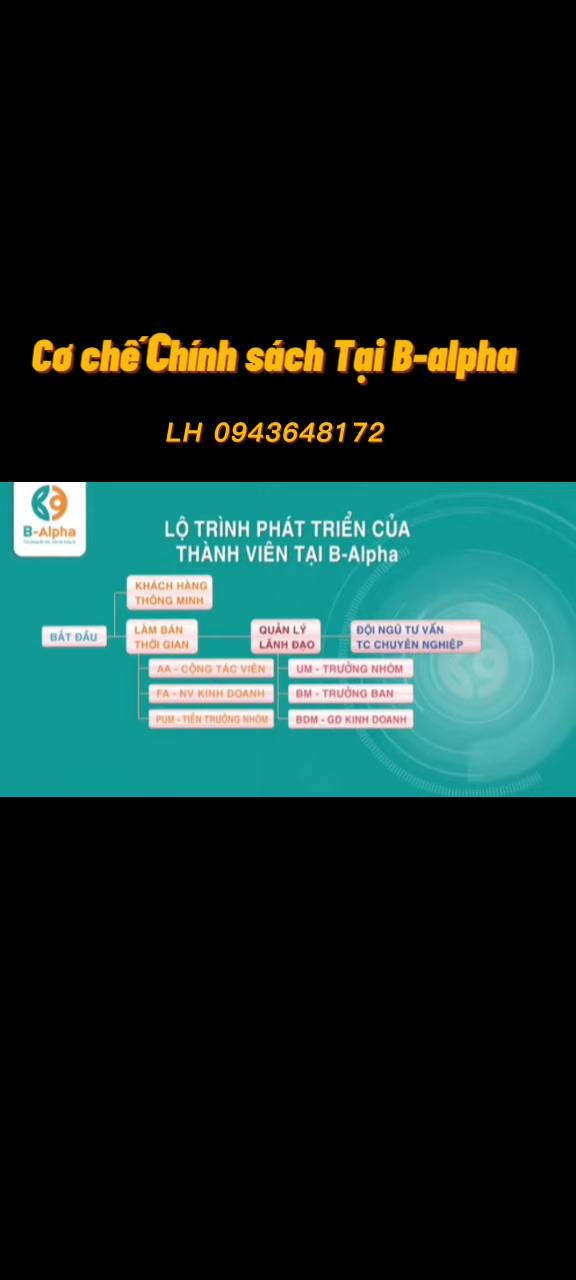 Cơ chế Chính sách Tại B-alpha
LH 0943648172
B-Alpha
LỘ TRÌNH PHÁT TRIỂN CỦA
THÀNH VIÊN TẠI B-Alpha
KHÁCH HÀNG
THÔNG MINH
BẮT ĐẦU
LÀM BÁN
THỜI GIAN
QUẢN LÝ
LÃNH ĐẠO
ĐỘI NGŨ TƯ VẤN
TC CHUYÊN NGHIỆP
AA - CỘNG TÁC VIÊN
UM - TRƯỞNG NHÓM
FA - NV KINH DOANH
BM - TRƯỞNG BAN
PUM - TIỀN TRƯỞNG NHÓM
BDM - GD KINH DOANH